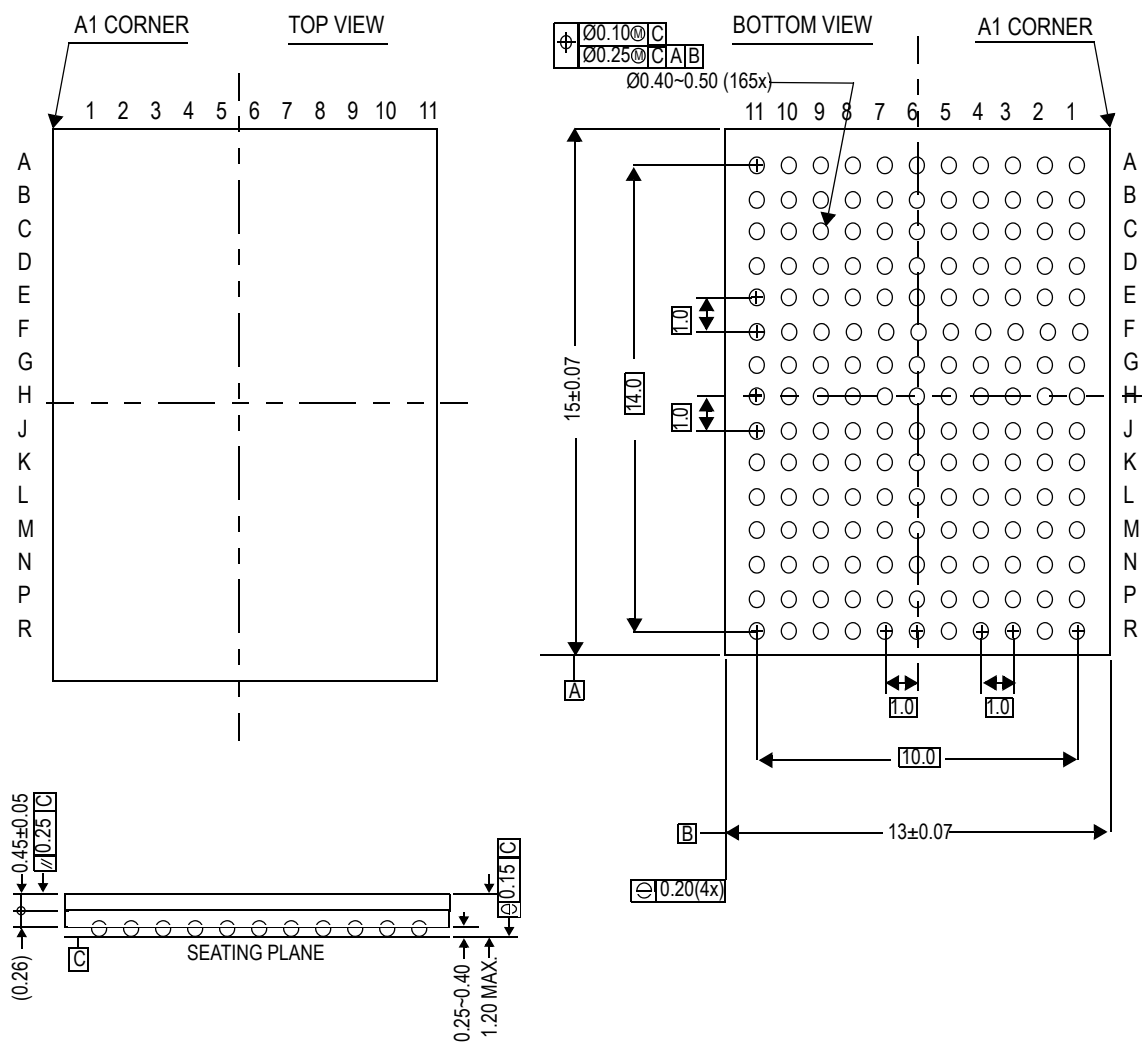 A1 CORNER
TOP VIEW
1 2 3 4 5 6 7 8 9 10 11
A
B
C
D
E
F
G
H
J
K
L
M
N
P
R
Ø0.10Ⓜ C
Ø0.25Ⓜ C A B
Ø0.40~0.50 (165x)
BOTTOM VIEW
A1 CORNER
11 10 9 8 7 6 5 4 3 2 1
A
B
C
D
E
F
G
H
J
K
L
M
N
P
R
1.0
1.0
14.0
15±0.07
A
1.0
1.0
10.0
B
13±0.07
0.20(4x)
0.45±0.05
0.25 C
(0.26)
C
SEATING PLANE
0.15 C
0.25~0.40
1.20 MAX.